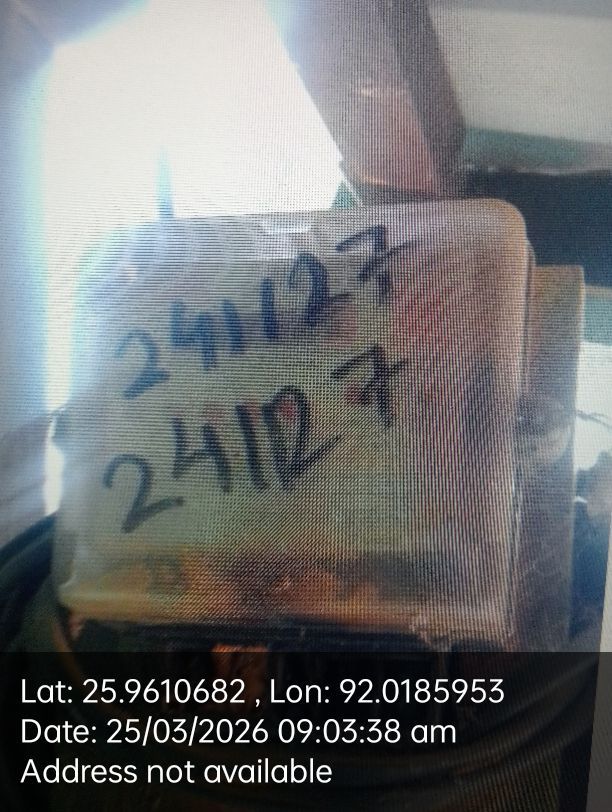 241127
241127
Lat: 25.9610682 , Lon: 92.0185953
Date: 25/03/2026 09:03:38 am
Address not available